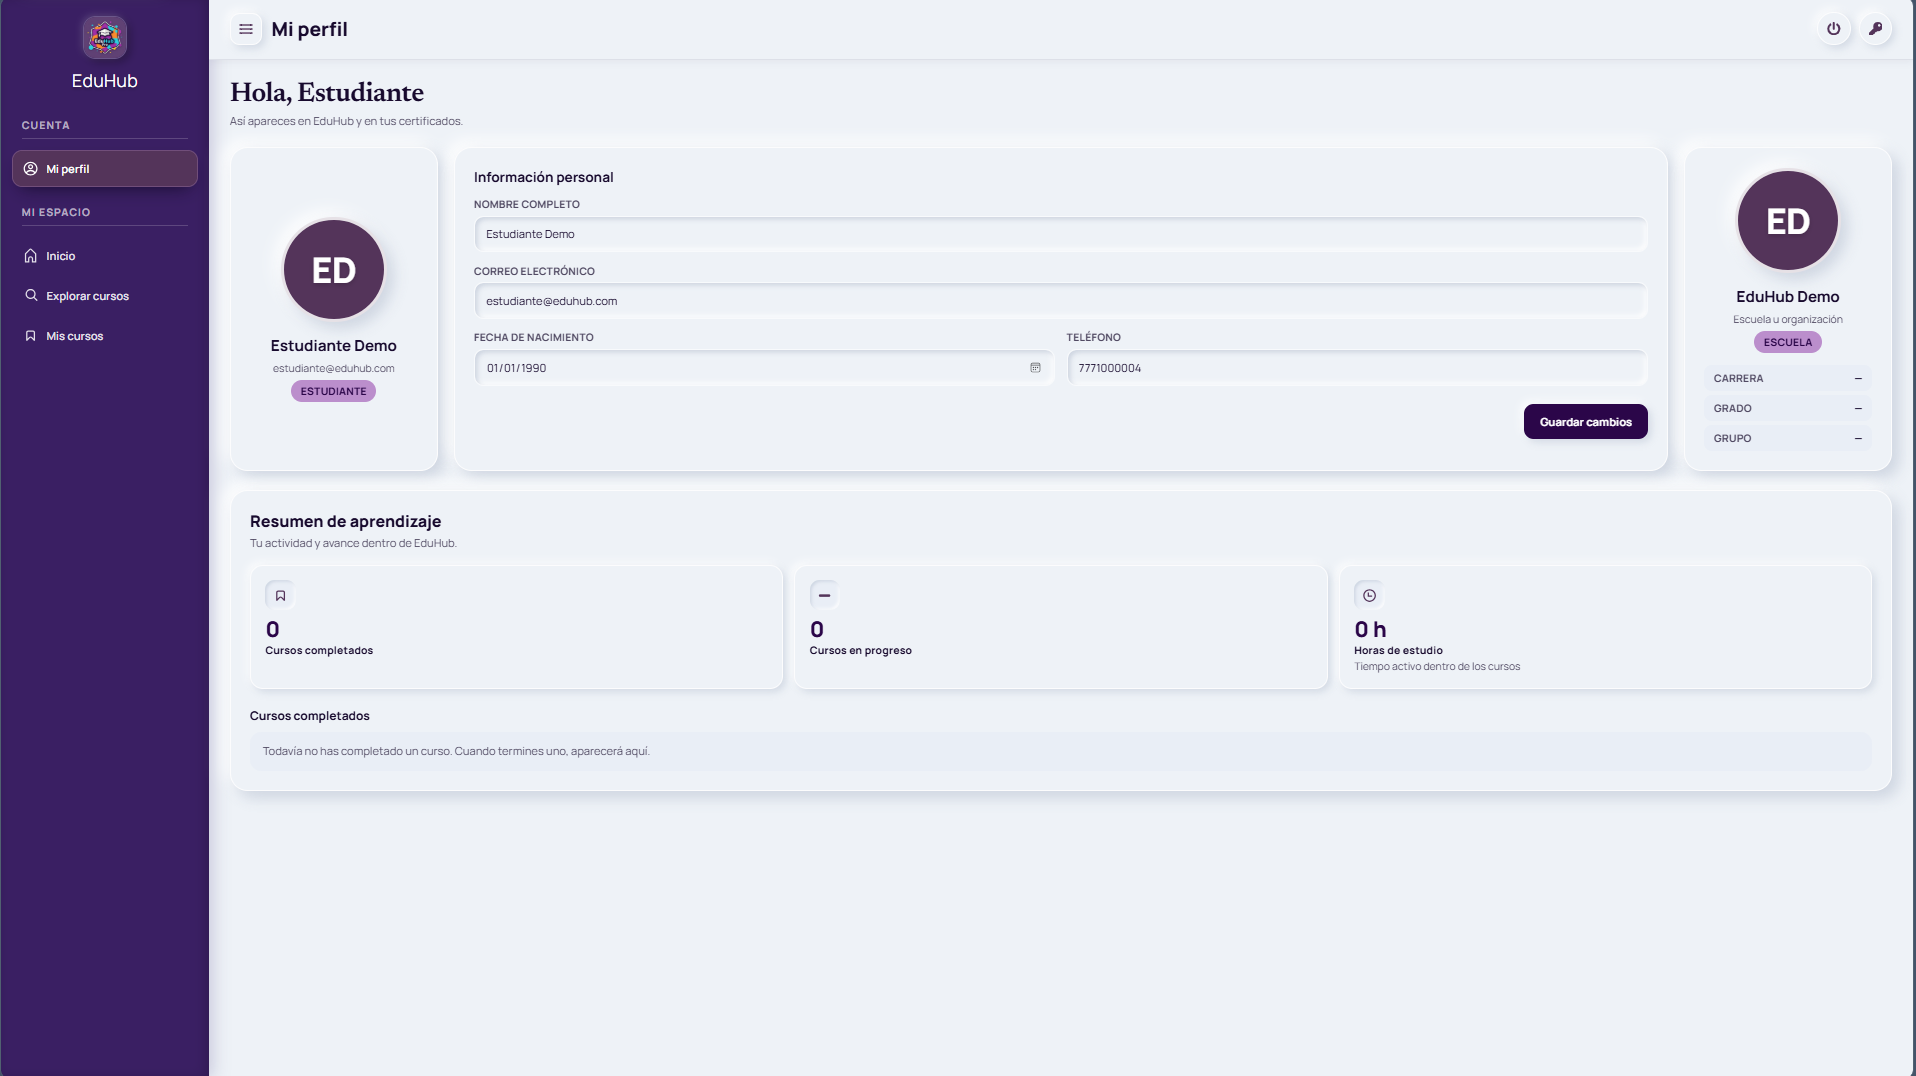 EduHub
CUENTA
Mi perfil
MI ESPACIO
Inicio
Explorar cursos
Mis cursos
Mi perfil
Hola, Estudiante
Así apareces en EduHub y en tus certificados.
ED
Estudiante Demo
estudiante@eduhub.com
ESTUDIANTE
Información personal
NOMBRE COMPLETO
Estudiante Demo
CORREO ELECTRÓNICO
estudiante@eduhub.com
FECHA DE NACIMIENTO
01/01/1990
TELÉFONO
7771000004
Guardar cambios
ED
EduHub Demo
Escuela u organización
ESCUELA
CARRERA –
GRADO –
GRUPO –
Resumen de aprendizaje
Tu actividad y avance dentro de EduHub.
0
Cursos completados
0
Cursos en progreso
0 h
Horas de estudio
Tiempo activo dentro de los cursos
Cursos completados
Todavía no has completado un curso. Cuando termines uno, aparecerá aquí.